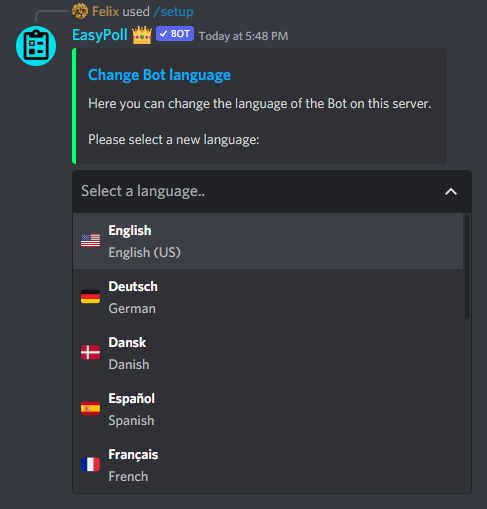 Felix used /setup
EasyPoll BOT Today at 5:48 PM
Change Bot language
Here you can change the language of the Bot on this server.
Please select a new language:
Select a language..
English
English (US)
Deutsch
German
Dansk
Danish
Español
Spanish
Français
French